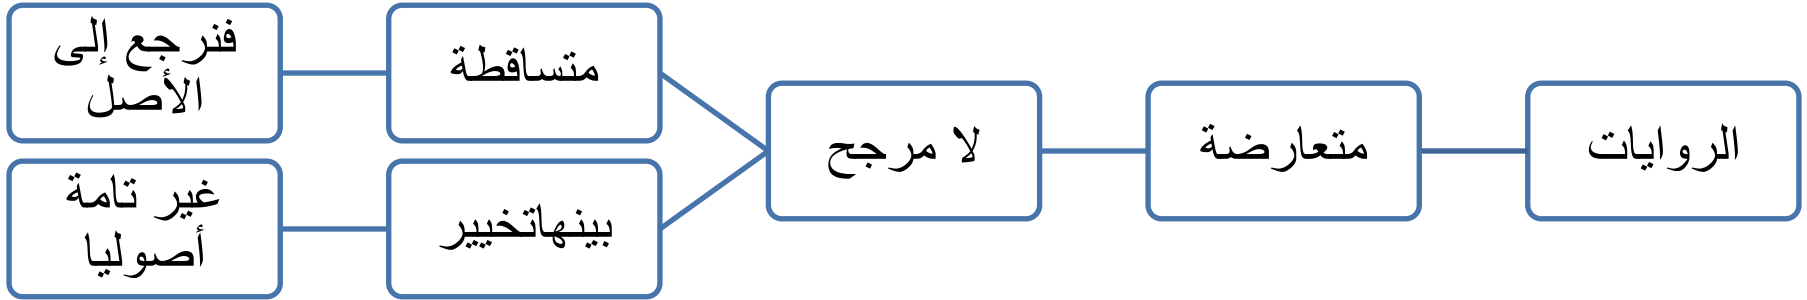 الروايات
متعارضة
لا مرجح
متساقطة
فنرجع إلى
الأصل
بينهاتخيير
غير تامة
أصوليا